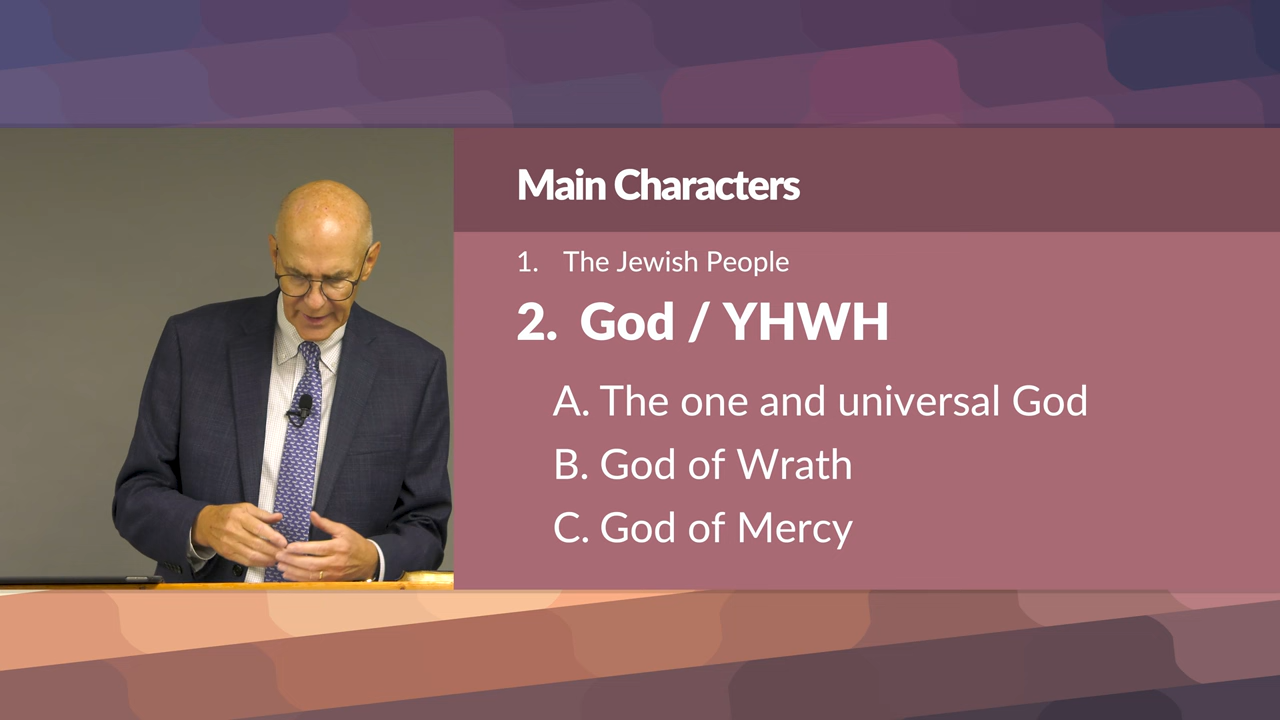 Main Characters
1. The Jewish People
2. God / YHWH
A. The one and universal God
B. God of Wrath
C. God of Mercy